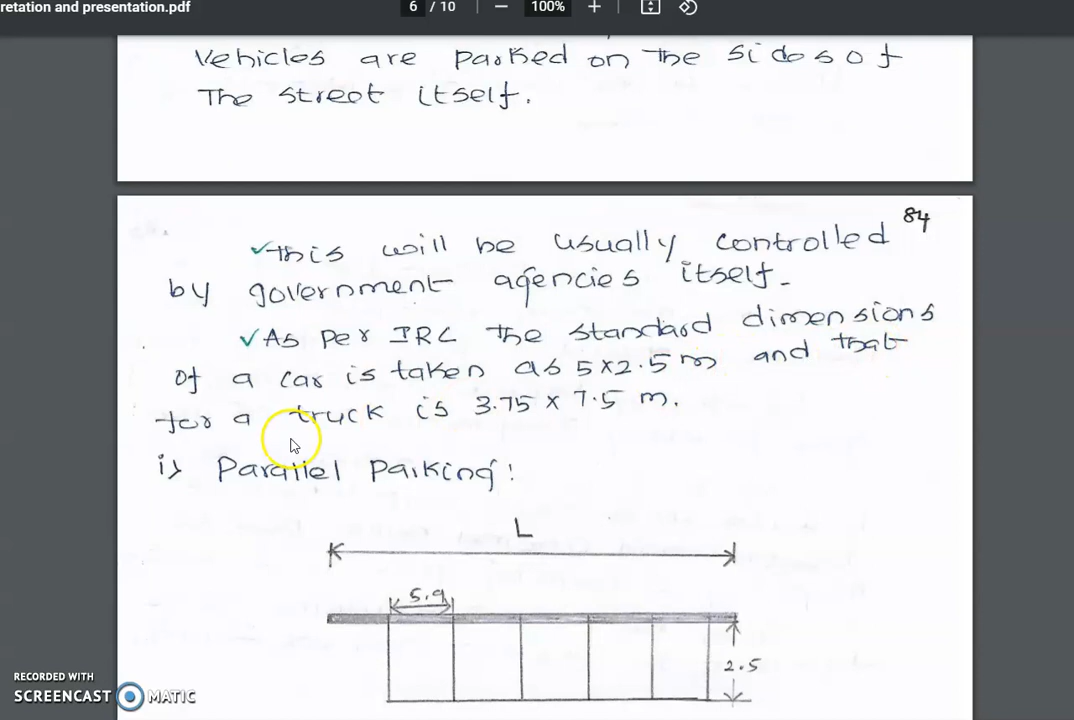 retation and presentation.pdf
6 / 10
100%
Vehicles are parked on the sides of
The street itself.
84
✓This will be usually controlled
by government agencies itself.
✓As per IRC the standard dimensions
of a car is taken as 5x2.5 m and that
for a truck is 3.75 x 7.5 m.
i) Parallel Parking:
L
5.9
2.5
RECORDED WITH
SCREENCAST MATIC